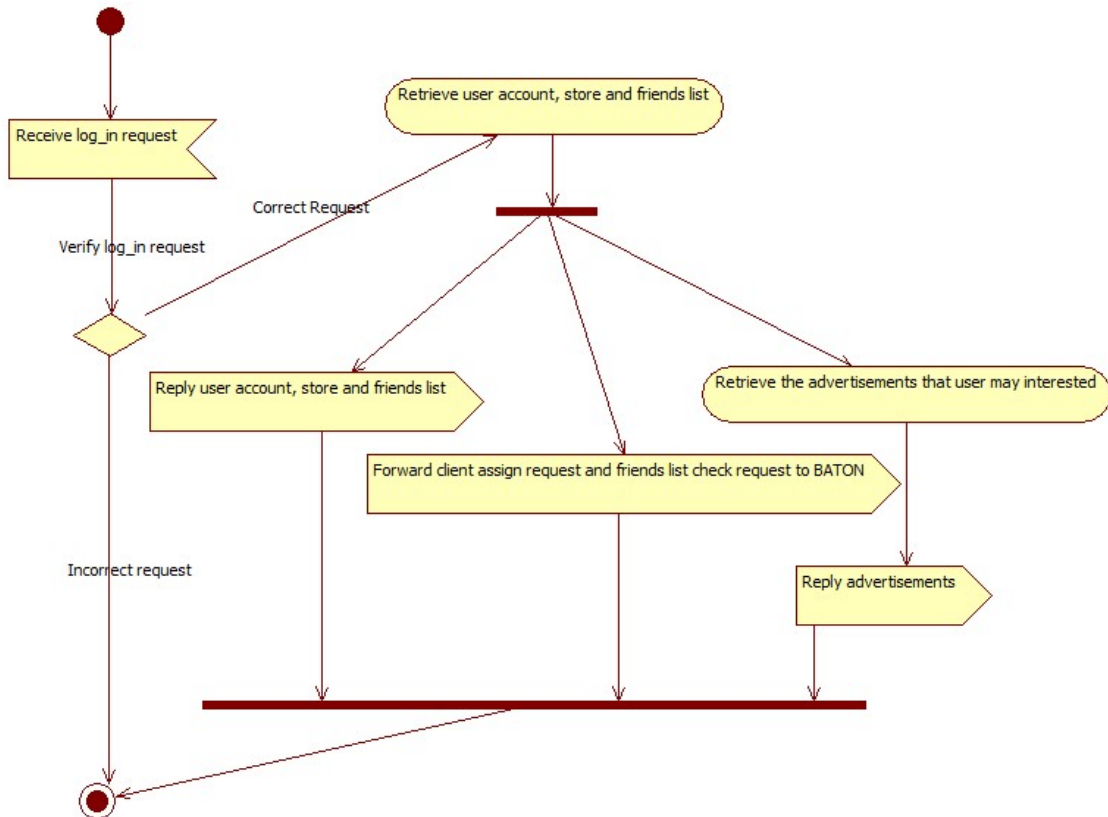 Retrieve user account, store and friends list
Receive log_in request
Correct Request
Verify log_in request
Reply user account, store and friends list
Retrieve the advertisements that user may interested
Forward client assign request and friends list check request to BATON
Incorrect request
Reply advertisements